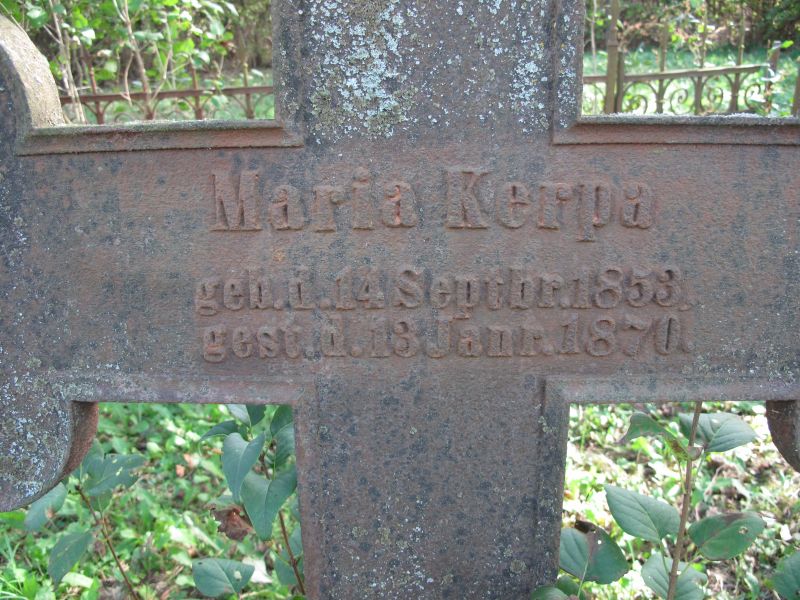 Maria Kerpa
geb. d. 14 Septbr. 1853.
gest. d. 13 Janr. 1870.